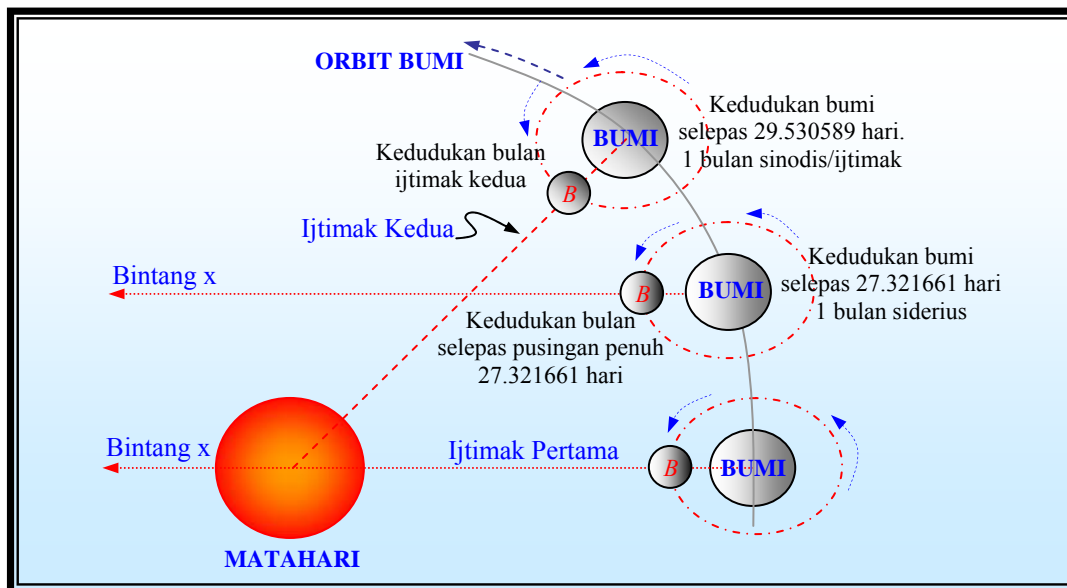 ORBIT BUMI
BUMI
Kedudukan bumi
selepas 29.530589 hari.
1 bulan sinodis/ijtimak
Kedudukan bulan
ijtimak kedua
B
Ijtimak Kedua
Bintang x
B
BUMI
Kedudukan bumi
selepas 27.321661 hari
1 bulan siderius
Kedudukan bulan
selepas pusingan penuh
27.321661 hari
Bintang x
Ijtimak Pertama
B
BUMI
MATAHARI